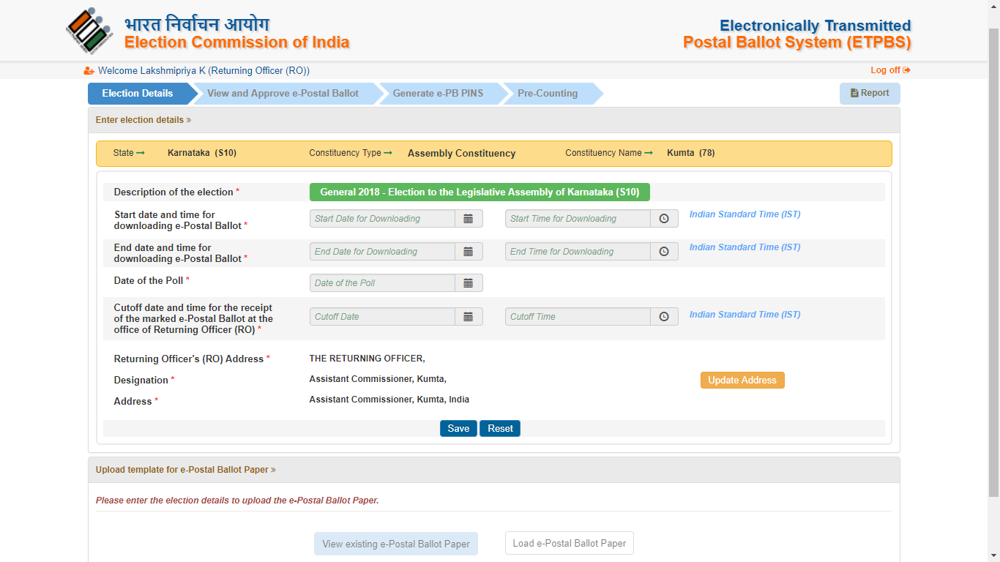 भारत निर्वाचन आयोग
Election Commission of India
Electronically Transmitted
Postal Ballot System (ETPBS)
Welcome Lakshmipriya K (Returning Officer (RO))
Log off
Election Details
View and Approve e-Postal Ballot
Generate e-PB PINS
Pre-Counting
Report
Enter election details »
State → Karnataka (S10) Constituency Type → Assembly Constituency Constituency Name → Kumta (78)
Description of the election * General 2018 - Election to the Legislative Assembly of Karnataka (S10)
Start date and time for
downloading e-Postal Ballot *
Start Date for Downloading
Start Time for Downloading
Indian Standard Time (IST)
End date and time for
downloading e-Postal Ballot *
End Date for Downloading
End Time for Downloading
Indian Standard Time (IST)
Date of the Poll *
Date of the Poll
Cutoff date and time for the receipt
of the marked e-Postal Ballot at the
office of Returning Officer (RO) *
Cutoff Date
Cutoff Time
Indian Standard Time (IST)
Returning Officer's (RO) Address * THE RETURNING OFFICER,
Designation * Assistant Commissioner, Kumta,
Update Address
Address * Assistant Commissioner, Kumta, India
Save Reset
Upload template for e-Postal Ballot Paper »
Please enter the election details to upload the e-Postal Ballot Paper.
View existing e-Postal Ballot Paper
Load e-Postal Ballot Paper